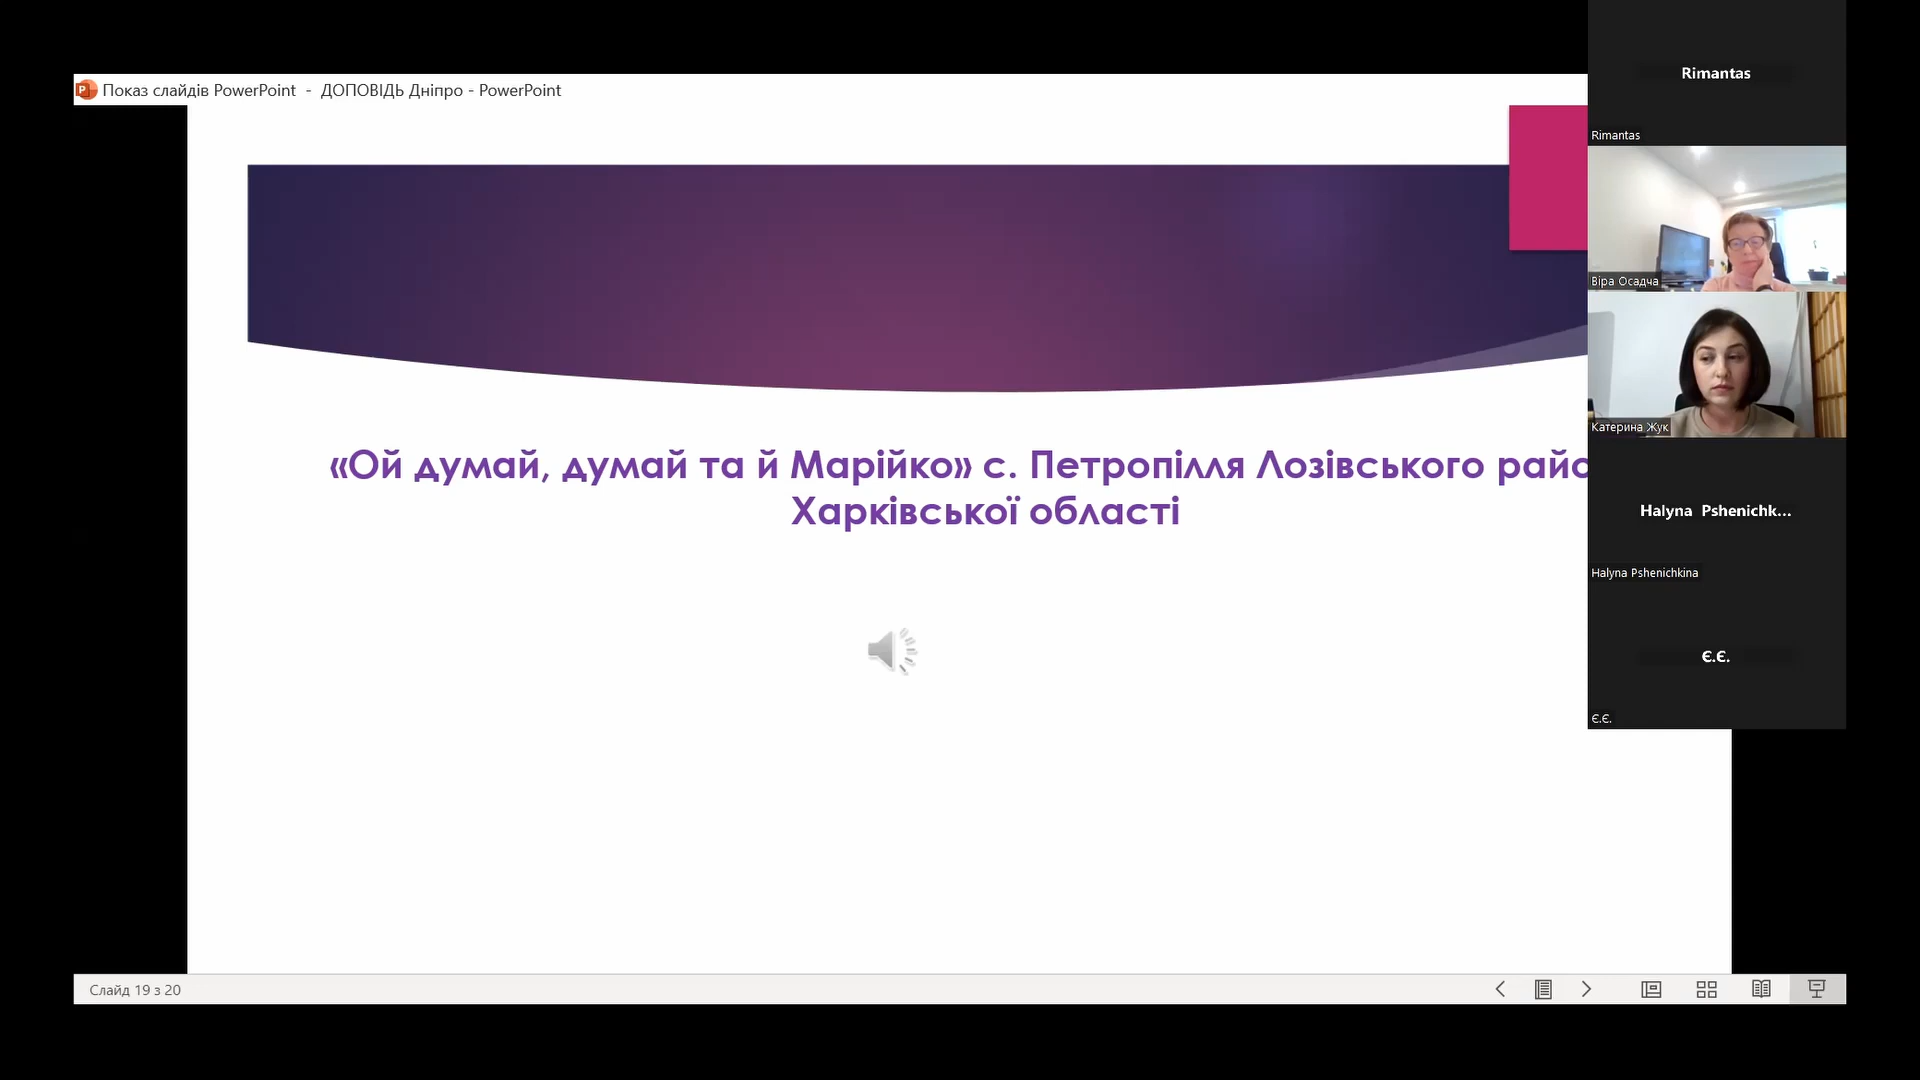 Показ слайдів PowerPoint - ДОПОВІДЬ Дніпро - PowerPoint
«Ой думай, думай та й Марійко» с. Петропілля Лозівського
Харківської області
Слайд 19 з 20
Rimantas
Rimantas
Віра Осадча
Катерина Жук
Halyna Pshenichk...
Halyna Pshenichkina
Є.Є.
Є.Є.